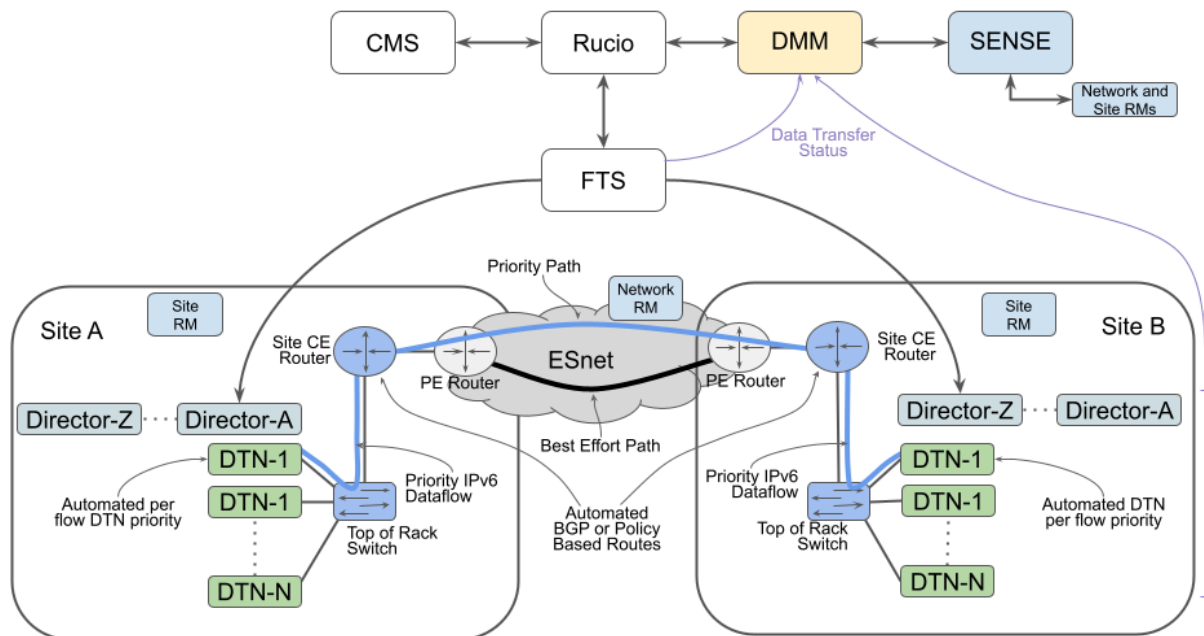 CMS
Rucio
DMM
SENSE
Network and
Site RMs
Data Transfer
Status
FTS
Priority Path
Network
RM
Site
RM
Site
RM
Site A
Site B
Site CE
Router
Site CE
Router
ESnet
PE Router
PE Router
Director-Z
Director-A
Director-Z
Director-A
Best Effort Path
DTN-1
DTN-1
Priority IPv6
Dataflow
Priority IPv6
Dataflow
Automated per
flow DTN priority
DTN-1
DTN-1
Automated DTN
per flow priority
Automated
BGP or Policy
Based Routes
Top of Rack
Switch
Top of Rack
Switch
DTN-N
DTN-N